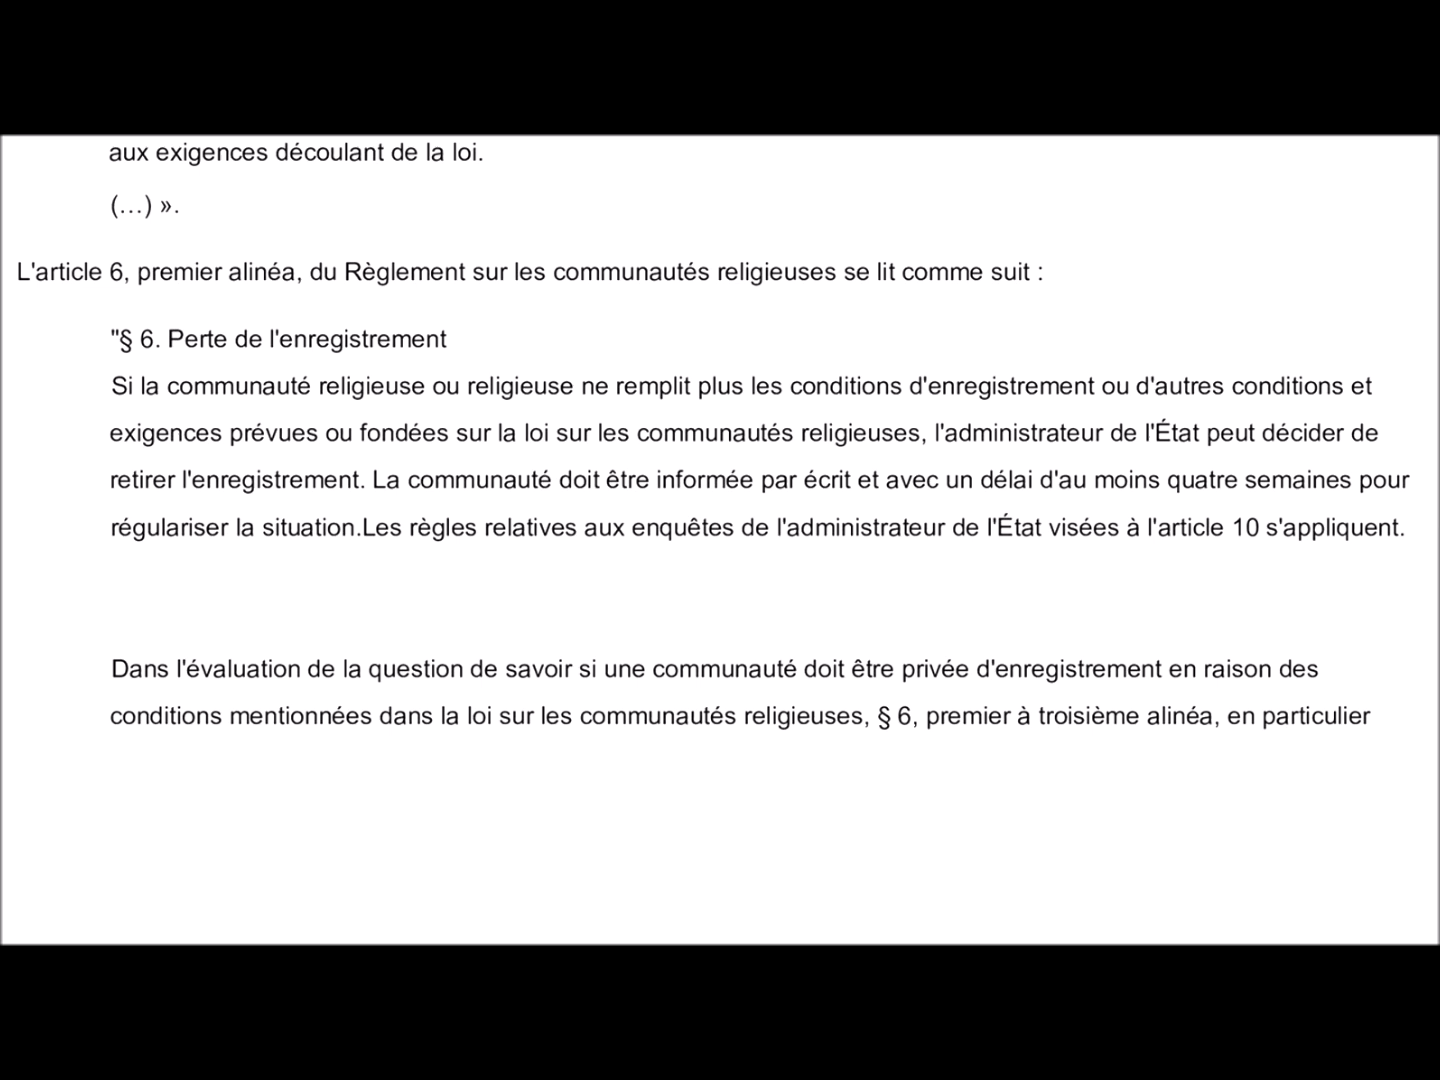 aux exigences découlant de la loi.
(…) ».
L'article 6, premier alinéa, du Règlement sur les communautés religieuses se lit comme suit :
"§ 6. Perte de l'enregistrement
Si la communauté religieuse ou religieuse ne remplit plus les conditions d'enregistrement ou d'autres conditions et
exigences prévues ou fondées sur la loi sur les communautés religieuses, l'administrateur de l'État peut décider de
retirer l'enregistrement. La communauté doit être informée par écrit et avec un délai d'au moins quatre semaines pour
régulariser la situation.Les règles relatives aux enquêtes de l'administrateur de l'État visées à l'article 10 s'appliquent.
Dans l'évaluation de la question de savoir si une communauté doit être privée d'enregistrement en raison des
conditions mentionnées dans la loi sur les communautés religieuses, § 6, premier à troisième alinéa, en particulier